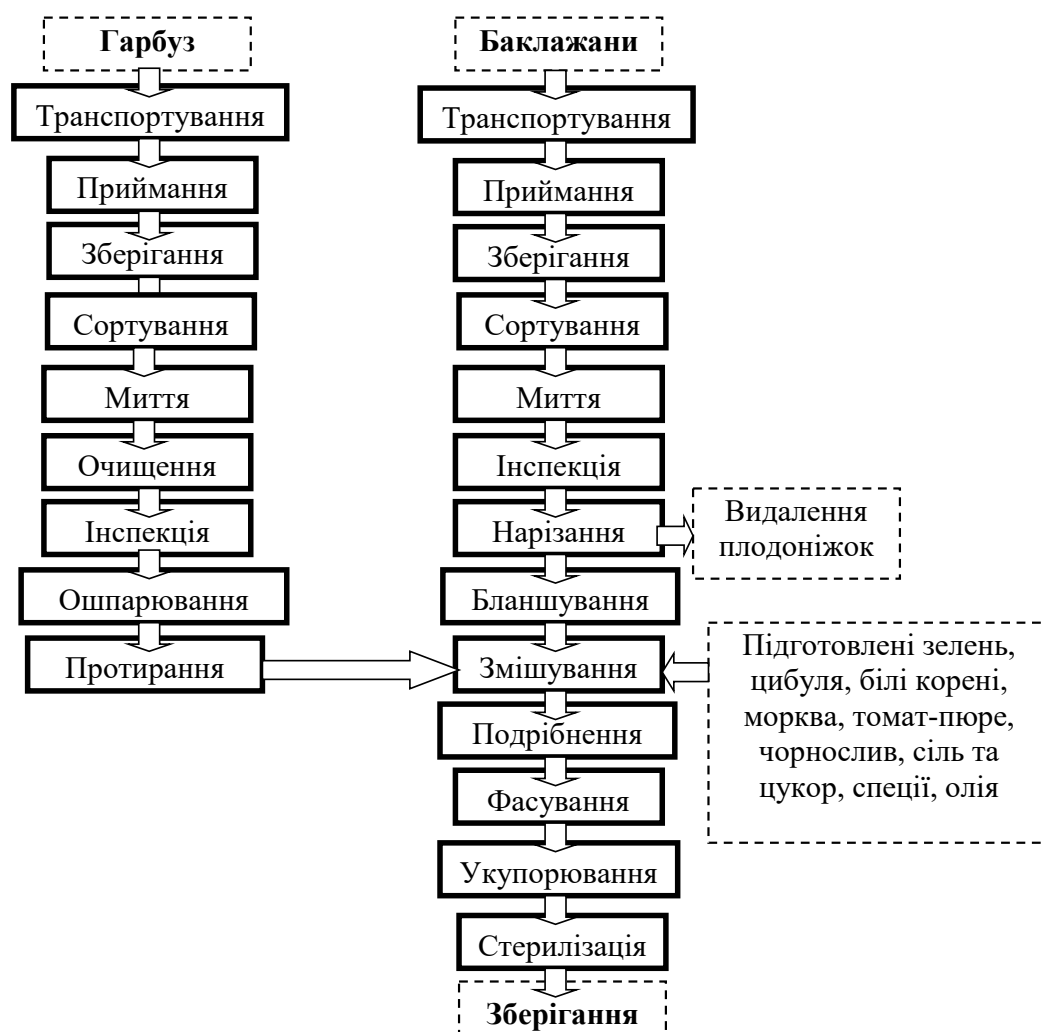 Гарбуз
Транспортування
Приймання
Зберігання
Сортування
Миття
Очищення
Інспекція
Ошпарювання
Протирання
Баклажани
Транспортування
Приймання
Зберігання
Сортування
Миття
Інспекція
Нарізання
Видалення
плодоніжок
Бланшування
Змішування
Підготовлені зелень,
цибуля, білі корені,
морква, томат-пюре,
чорнослив, сіль та
цукор, спеції, олія
Подрібнення
Фасування
Укупорювання
Стерилізація
Зберігання